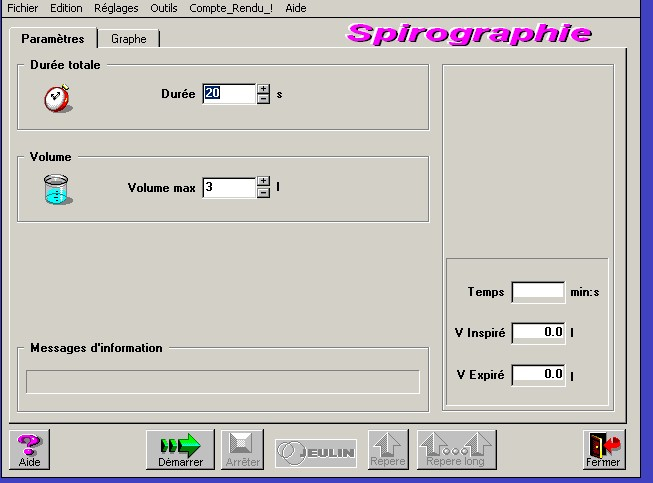 Fichier Edition Réglages Outils Compte_Rendu_! Aide
Spirographie
Paramètres Graphe
Durée totale
Durée 20 s
Volume
Volume max 3 l
Temps min:s
V Inspiré 0.0 l
V Expiré 0.0 l
Messages d'information
Aide Démarrer Arrêter JEULIN Repère Repère long Fermer